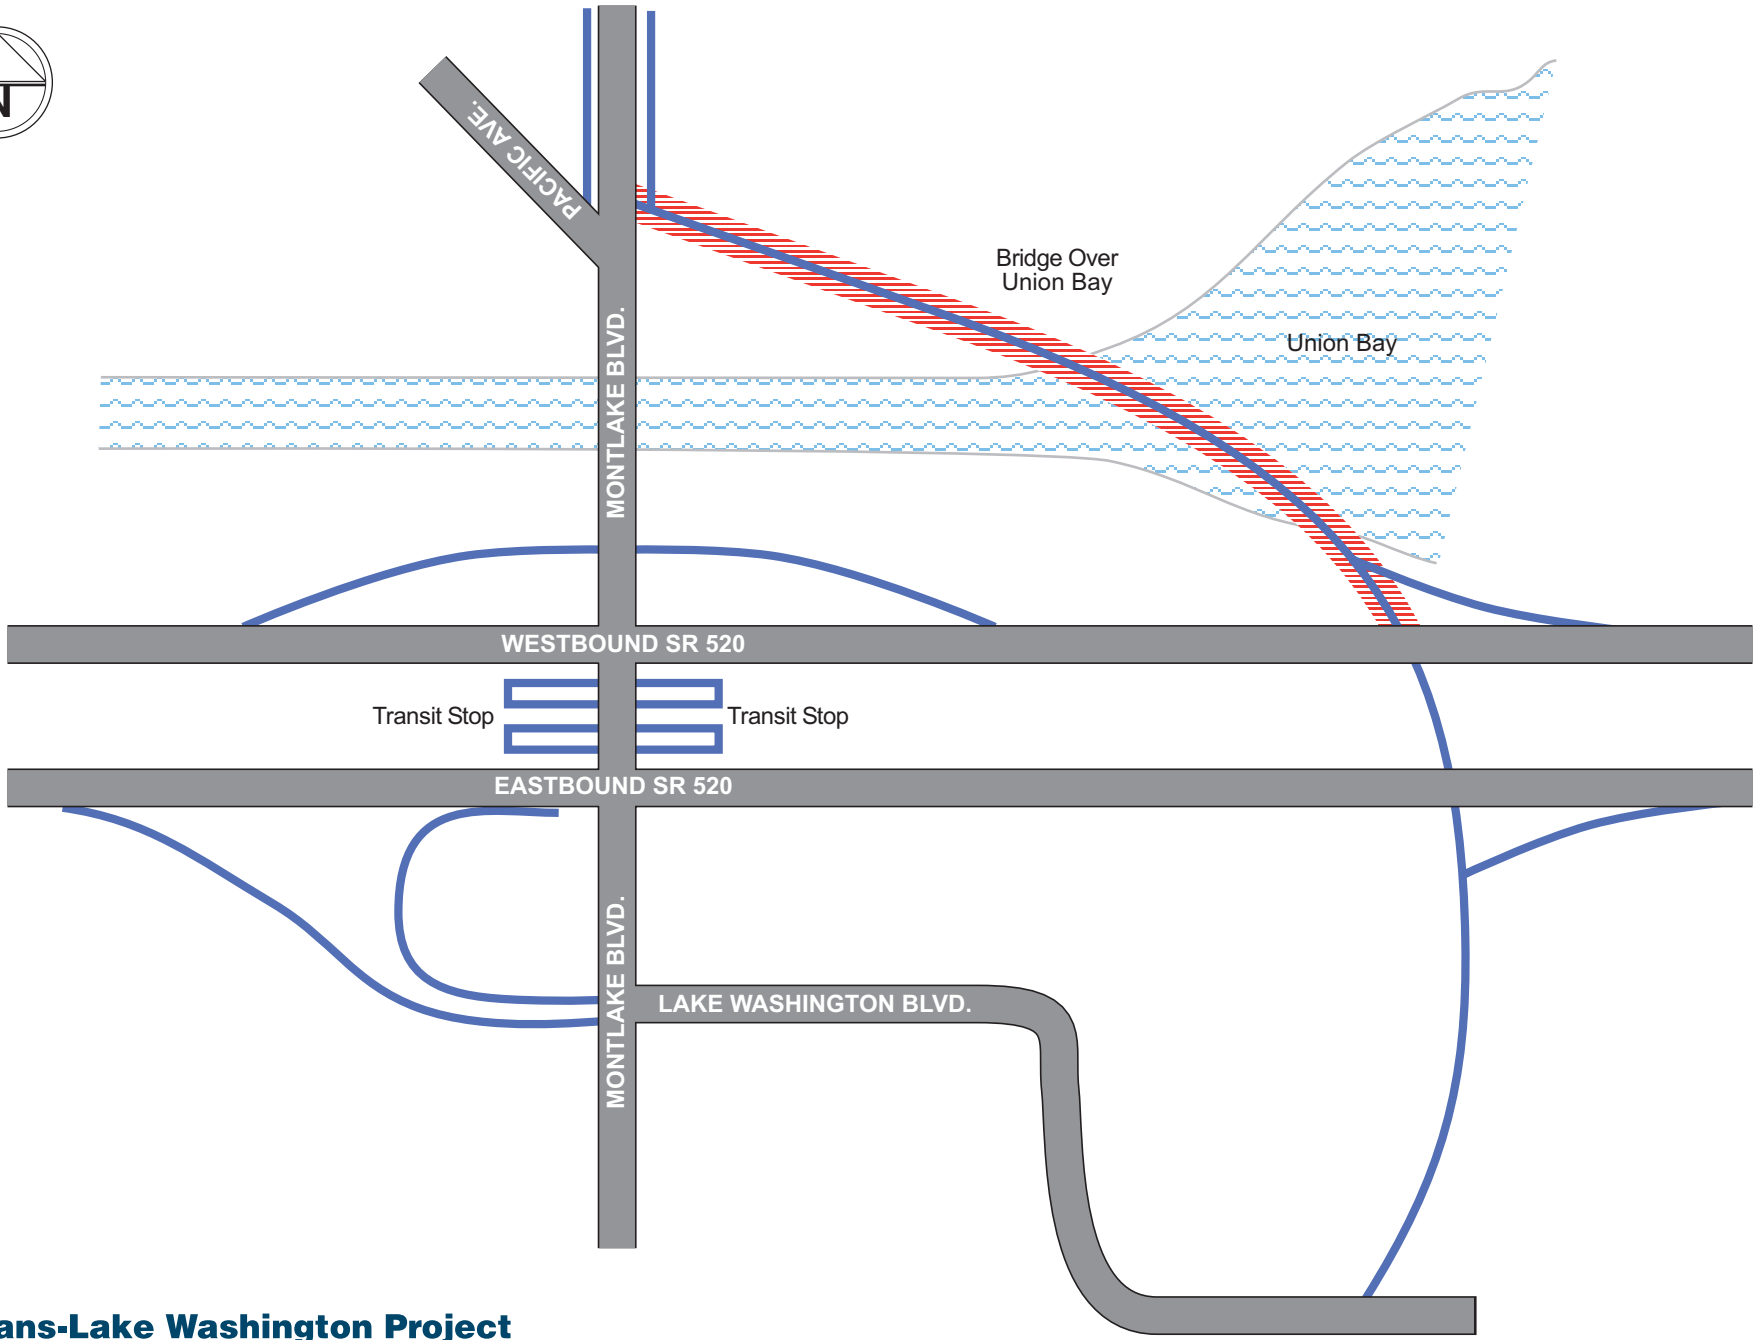 N
PACIFIC AVE.
Bridge Over
Union Bay
Union Bay
MONTLAKE BLVD.
WESTBOUND SR 520
Transit Stop
Transit Stop
EASTBOUND SR 520
MONTLAKE BLVD.
LAKE WASHINGTON BLVD.
ans-Lake Washington Project